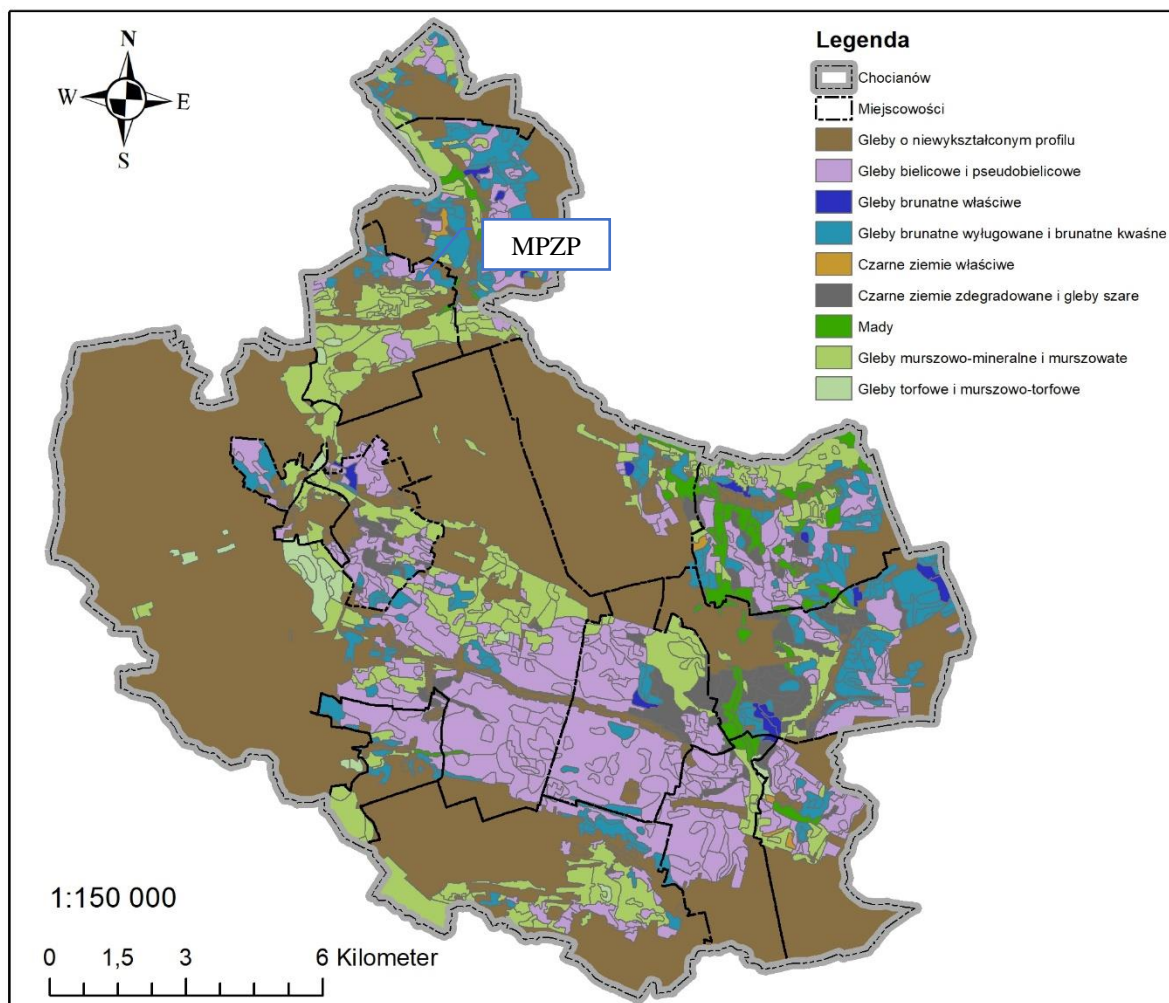 N
W E
S
Legenda
Chocianów
Miejscowości
Gleby o niewykształconym profilu
Gleby bielicowe i pseudobielicowe
Gleby brunatne właściwe
Gleby brunatne wyługowane i brunatne kwaśne
Czarne ziemie właściwe
Czarne ziemie zdegradowane i gleby szare
Mady
Gleby murszowo-mineralne i murszowate
Gleby torfowe i murszowo-torfowe
MPZP
1:150 000
0 1,5 3 6 Kilometer